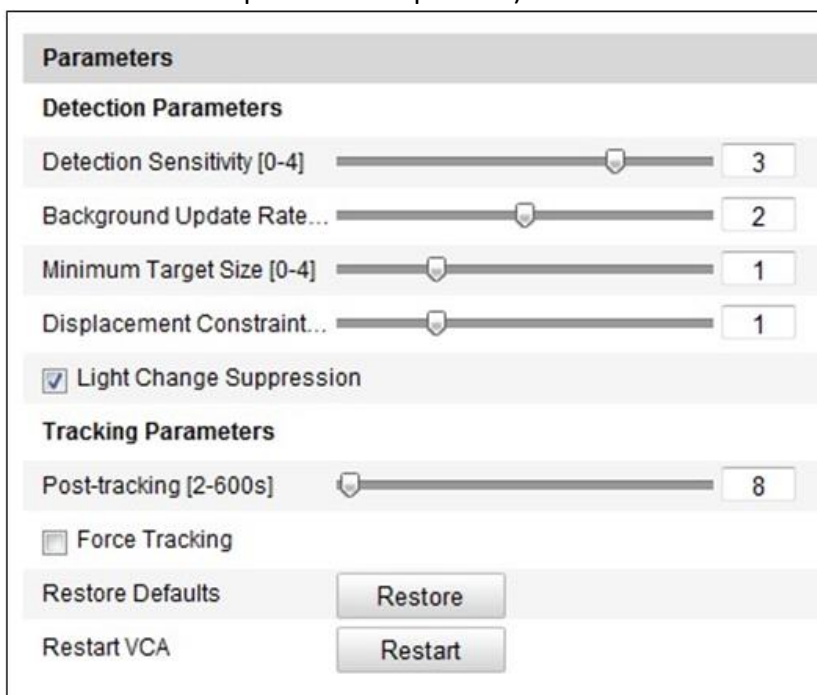 Parameters
Detection Parameters
Detection Sensitivity [0-4] 3
Background Update Rate... 2
Minimum Target Size [0-4] 1
Displacement Constraint... 1
Light Change Suppression
Tracking Parameters
Post-tracking [2-600s] 8
Force Tracking
Restore Defaults Restore
Restart VCA Restart